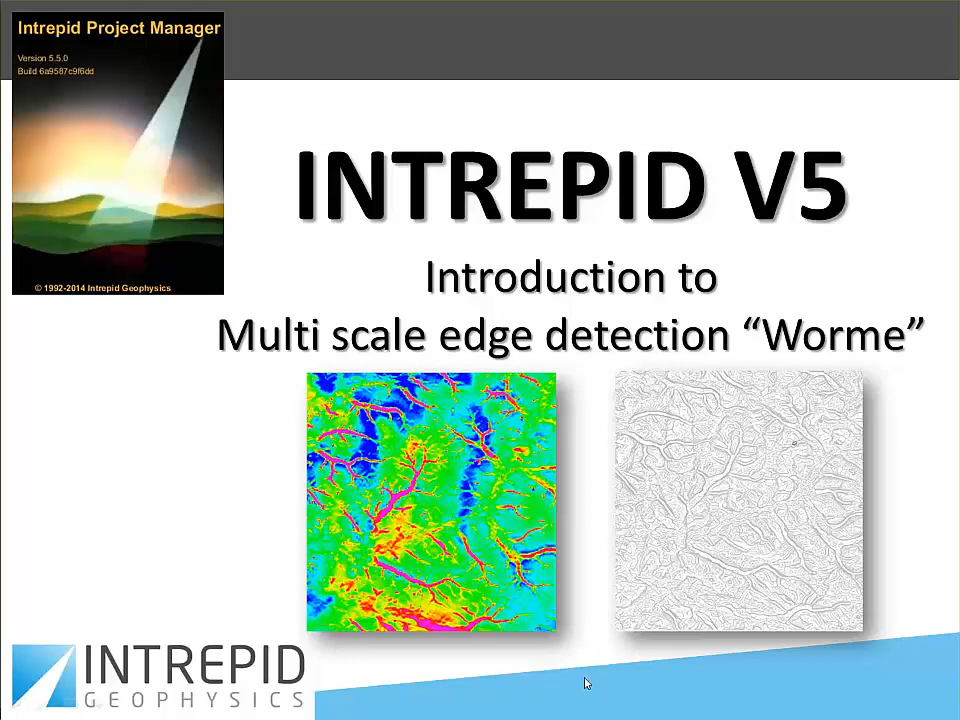 Intrepid Project Manager
Version 5.5.0
Build 6a9587c9f6dd
© 1992-2014 Intrepid Geophysics
INTREPID V5
Introduction to
Multi scale edge detection “Worme”
INTREPID
GEOPHYSICS